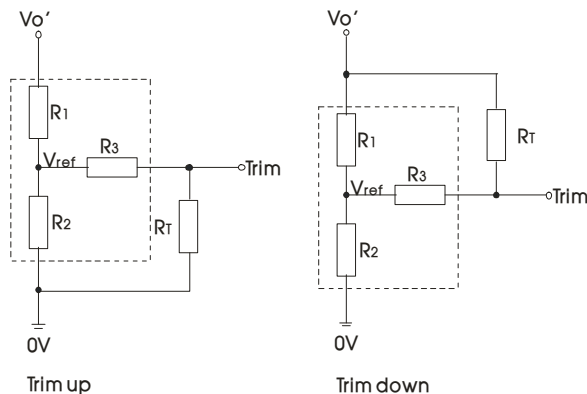 Vo'
R1
Vref
R3
Trim
R2
RT
0V
Trim up
Vo'
R1
RT
Vref
R3
Trim
R2
0V
Trim down